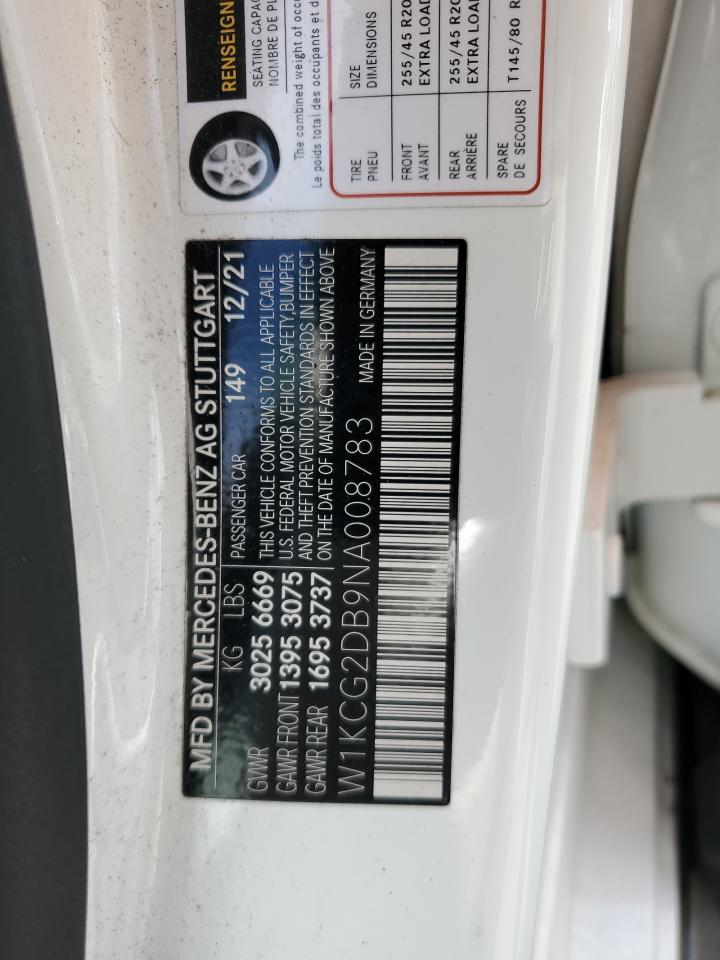 MFD BY MERCEDES-BENZ AG STUTTGART
KG LBS PASSENGER CAR 149 12/21
GVWR 3025 6669 THIS VEHICLE CONFORMS TO ALL APPLICABLE
GAWR FRONT 1395 3075 U.S. FEDERAL MOTOR VEHICLE SAFETY,BUMPER
GAWR REAR 1695 3737 AND THEFT PREVENTION STANDARDS IN EFFECT
ON THE DATE OF MANUFACTURE SHOWN ABOVE
W1KCG2DB9NA008783 MADE IN GERMANY
RENSEIGN
SEATING CAPA
NOMBRE DE PL
The combined weight of occu
Le poids total des occupants et d
TIRE SIZE
PNEU DIMENSIONS
FRONT 255/45 R20
AVANT EXTRA LOAD
REAR 255/45 R20
ARRIÈRE EXTRA LOA
SPARE T145/80 R
DE SECOURS